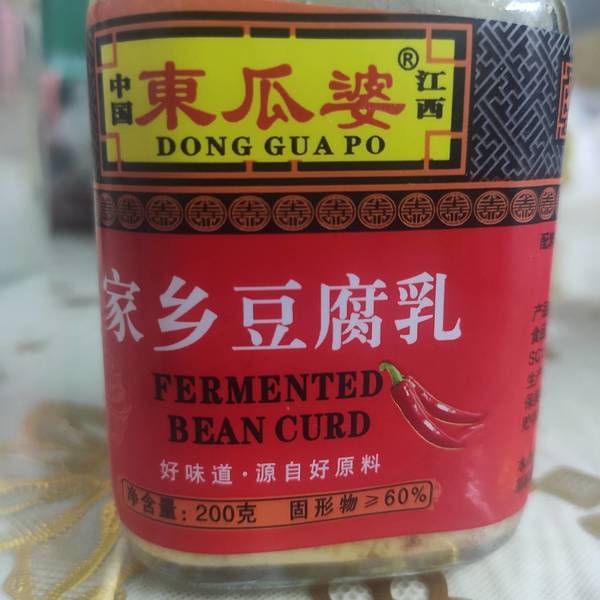 中国
東瓜婆®
江西
DONG GUA PO
家乡豆腐乳
FERMENTED
BEAN CURD
好味道·源自好原料
净含量：200克 固形物≥60%